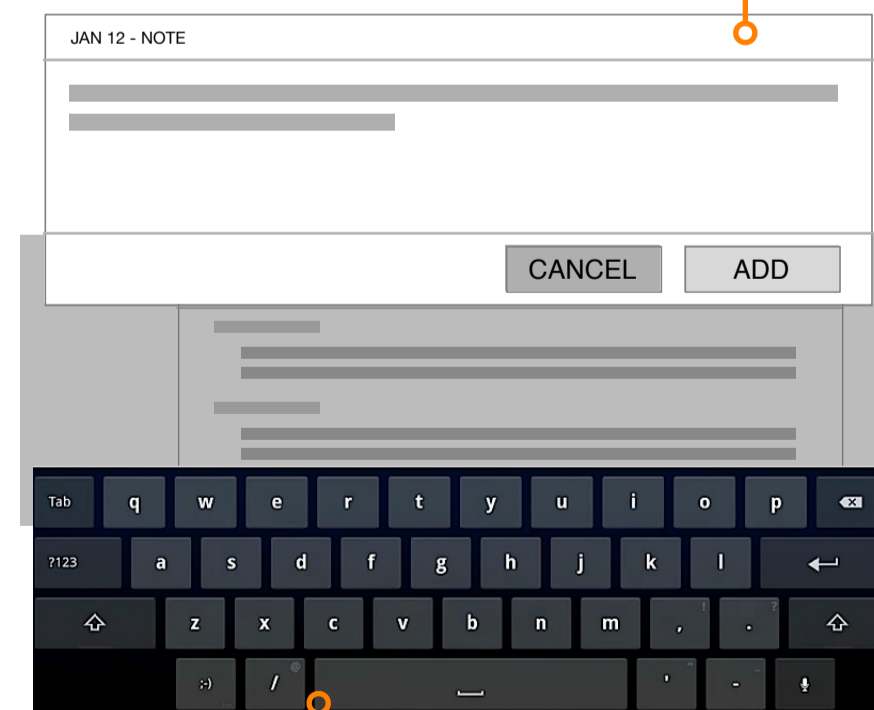 JAN 12 - NOTE
CANCEL ADD
Tab q w e r t y u i o p
?123 a s d f g h j k l
z x c v b n m , ! . ?
;-) / @ ' " - _